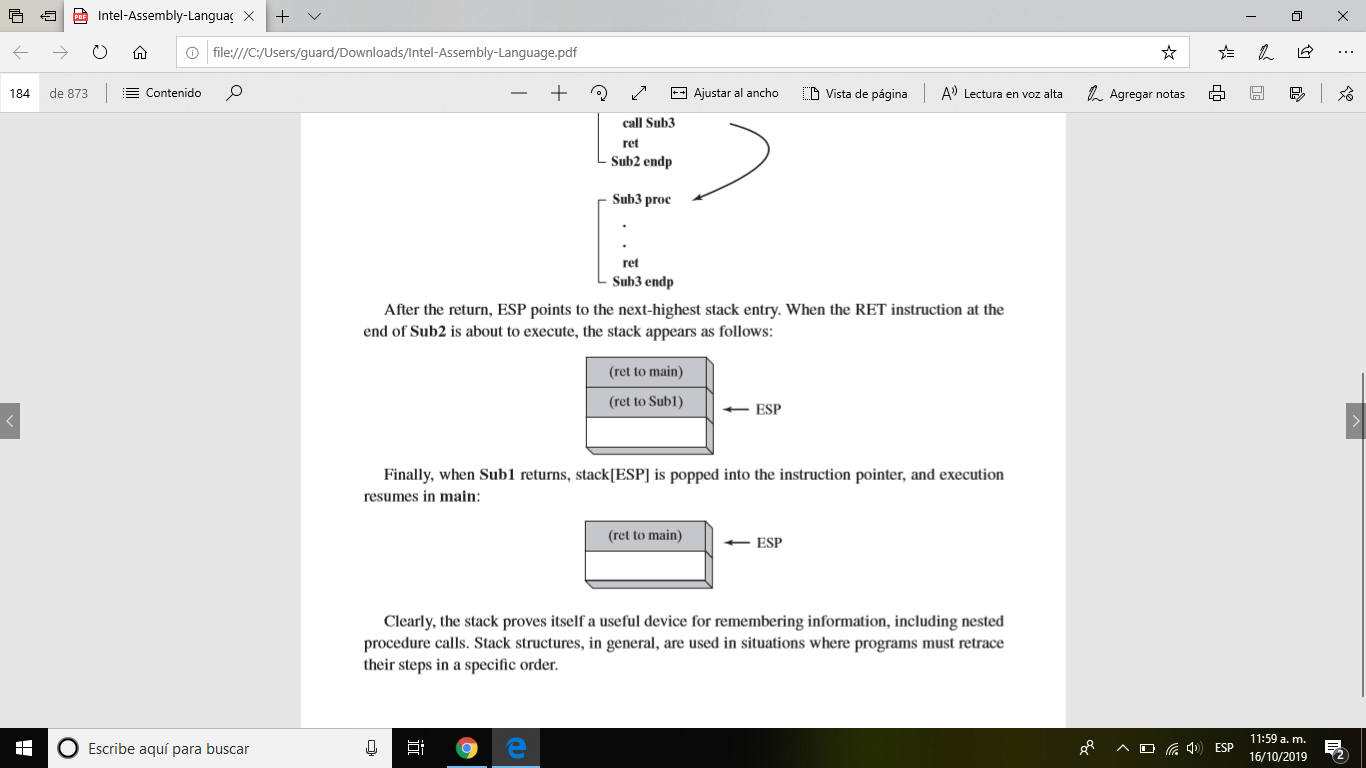 Intel-Assembly-Languag
file:///C:/Users/guard/Downloads/Intel-Assembly-Language.pdf
184 de 873 Contenido Ajustar al ancho Vista de página Lectura en voz alta Agregar notas
call Sub3
ret
Sub2 endp
Sub3 proc
.
.
ret
Sub3 endp
After the return, ESP points to the next-highest stack entry. When the RET instruction at the
end of Sub2 is about to execute, the stack appears as follows:
(ret to main)
(ret to Sub1)
ESP
Finally, when Sub1 returns, stack[ESP] is popped into the instruction pointer, and execution
resumes in main:
(ret to main)
ESP
Clearly, the stack proves itself a useful device for remembering information, including nested
procedure calls. Stack structures, in general, are used in situations where programs must retrace
their steps in a specific order.
Escribe aquí para buscar
ESP
11:59 a. m.
16/10/2019
2